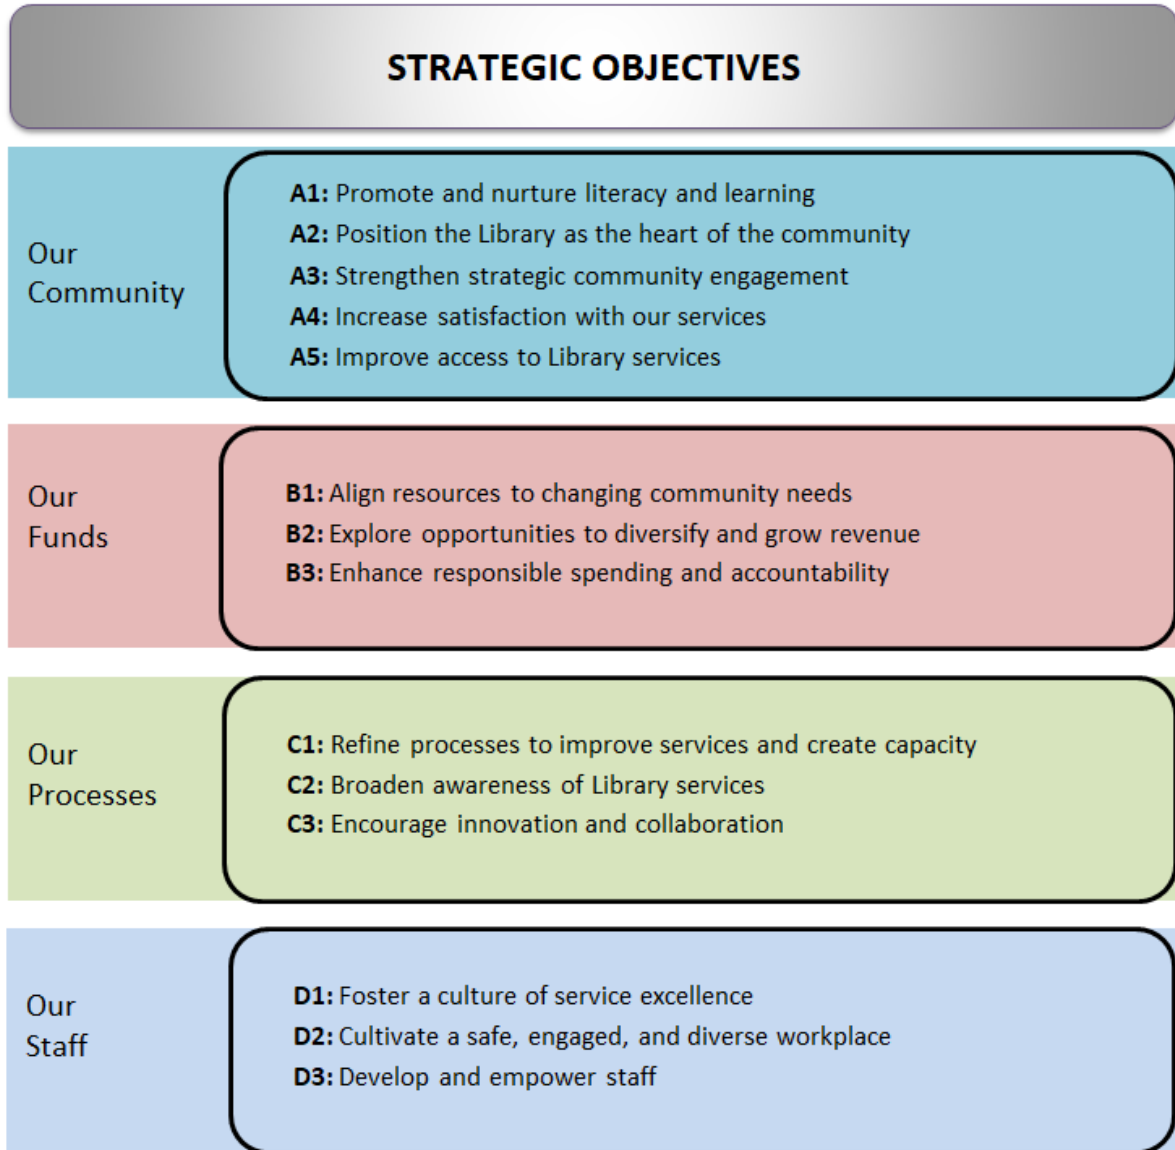 STRATEGIC OBJECTIVES
Our
Community
A1: Promote and nurture literacy and learning
A2: Position the Library as the heart of the community
A3: Strengthen strategic community engagement
A4: Increase satisfaction with our services
A5: Improve access to Library services
Our
Funds
B1: Align resources to changing community needs
B2: Explore opportunities to diversify and grow revenue
B3: Enhance responsible spending and accountability
Our
Processes
C1: Refine processes to improve services and create capacity
C2: Broaden awareness of Library services
C3: Encourage innovation and collaboration
Our
Staff
D1: Foster a culture of service excellence
D2: Cultivate a safe, engaged, and diverse workplace
D3: Develop and empower staff